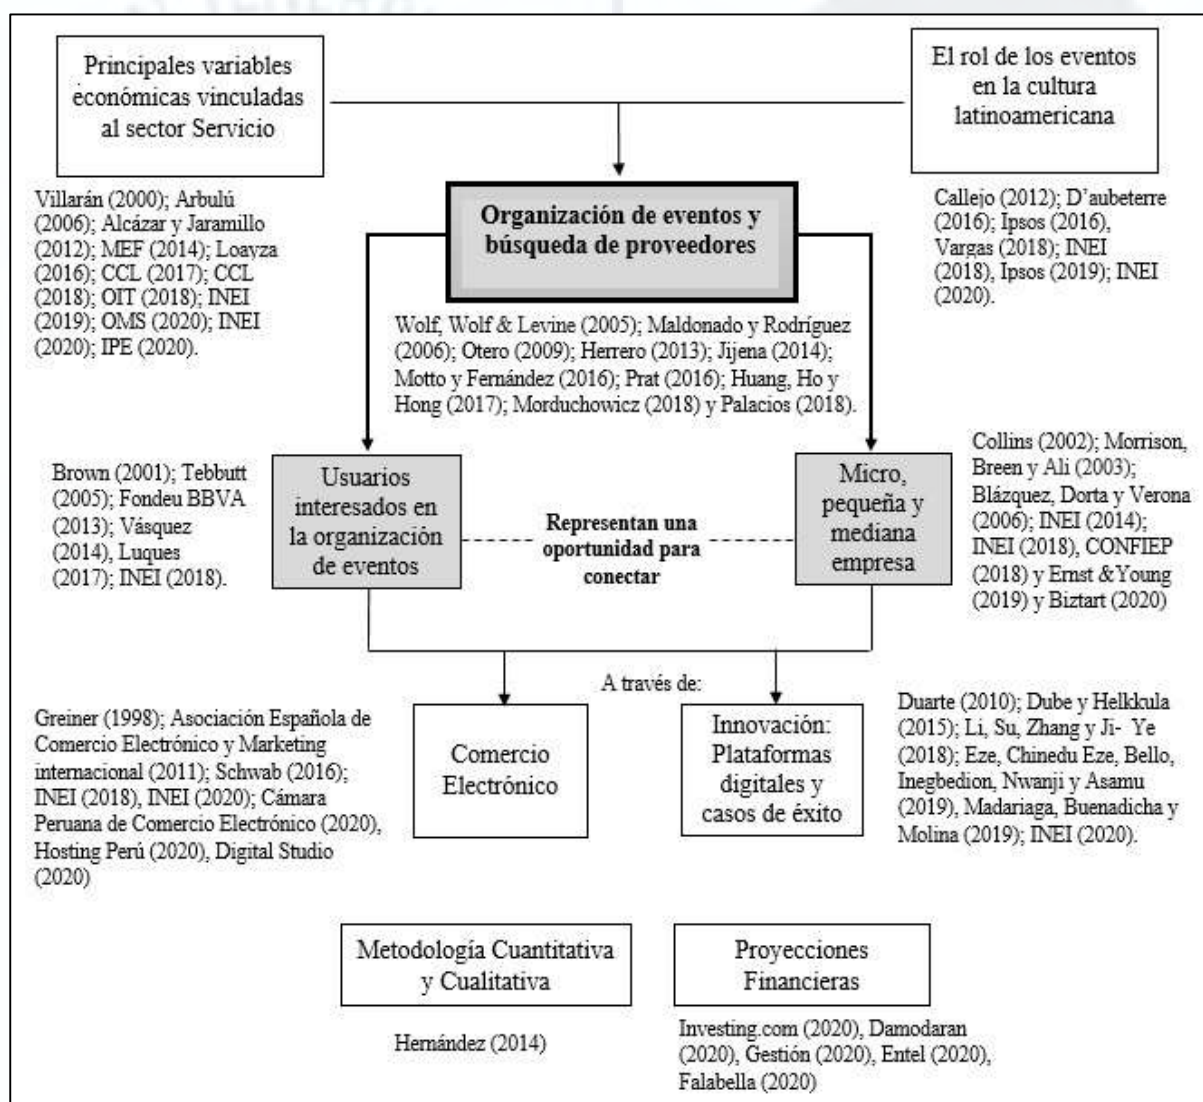 Principales variables
económicas vinculadas
al sector Servicio
El rol de los eventos
en la cultura
latinoamericana
Villarán (2000); Arbulú
(2006); Alcázar y Jaramillo
(2012); MEF (2014); Loayza
(2016); CCL (2017); CCL
(2018); OIT (2018); INEI
(2019); OMS (2020); INEI
(2020); IPE (2020).
Organización de eventos y
búsqueda de proveedores
Callejo (2012); D’aubeterre
(2016); Ipsos (2016),
Vargas (2018); INEI
(2018), Ipsos (2019); INEI
(2020).
Wolf, Wolf & Levine (2005); Maldonado y Rodríguez
(2006); Otero (2009); Herrero (2013); Jijena (2014);
Motto y Fernández (2016); Prat (2016); Huang, Ho y
Hong (2017); Morduchowicz (2018) y Palacios (2018).
Brown (2001); Tebbutt
(2005); Fondeu BBVA
(2013); Vásquez
(2014), Luques
(2017); INEI (2018).
Usuarios
interesados en
la organización
de eventos
Representan una
oportunidad para
conectar
Micro,
pequeña y
mediana
empresa
Collins (2002); Morrison,
Breen y Ali (2003);
Blázquez, Dorta y Verona
(2006); INEI (2014);
INEI (2018), CONFIEP
(2018) y Ernst &Young
(2019) y Biztart (2020)
A través de:
Greiner (1998); Asociación Española de
Comercio Electrónico y Marketing
internacional (2011); Schwab (2016);
INEI (2018), INEI (2020); Cámara
Peruana de Comercio Electrónico (2020),
Hosting Perú (2020), Digital Studio
(2020)
Comercio
Electrónico
Innovación:
Plataformas
digitales y
casos de éxito
Duarte (2010); Dube y Helkkula
(2015); Li, Su, Zhang y Ji- Ye
(2018); Eze, Chinedu Eze, Bello,
Inegbedion, Nwanji y Asamu
(2019), Madariaga, Buenadicha y
Molina (2019); INEI (2020).
Metodología Cuantitativa
y Cualitativa
Hernández (2014)
Proyecciones
Financieras
Investing.com (2020), Damodaran
(2020), Gestión (2020), Entel (2020),
Falabella (2020)